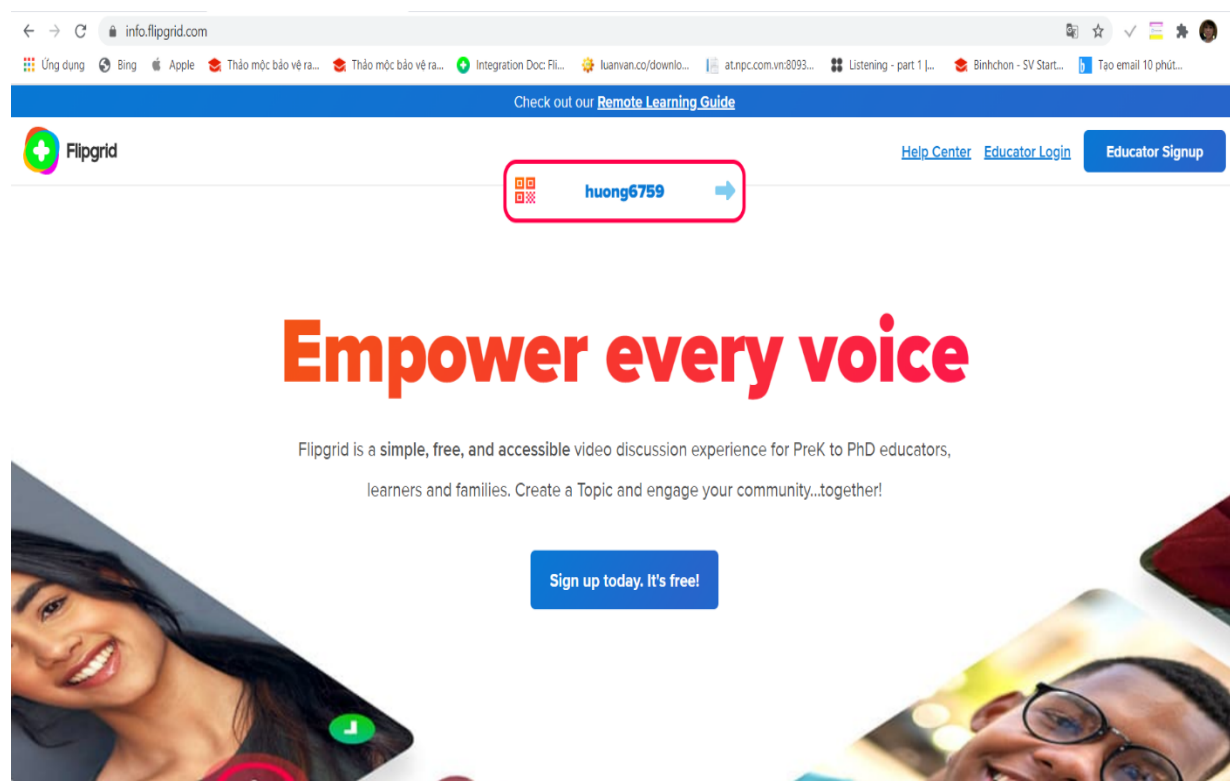 info.flipgrid.com
Ứng dụng Bing Apple Thảo mộc bảo vệ ra... Thảo mộc bảo vệ ra... Integration Doc: Fli... luanvan.co/downlo... at.npc.com.vn:8093... Listening - part 1 |... Binhchon - SV Start... Tạo email 10 phút...
Check out our Remote Learning Guide
Flipgrid
Help Center Educator Login Educator Signup
huong6759
Empower every voice
Flipgrid is a simple, free, and accessible video discussion experience for PreK to PhD educators,
learners and families. Create a Topic and engage your community...together!
Sign up today. It's free!